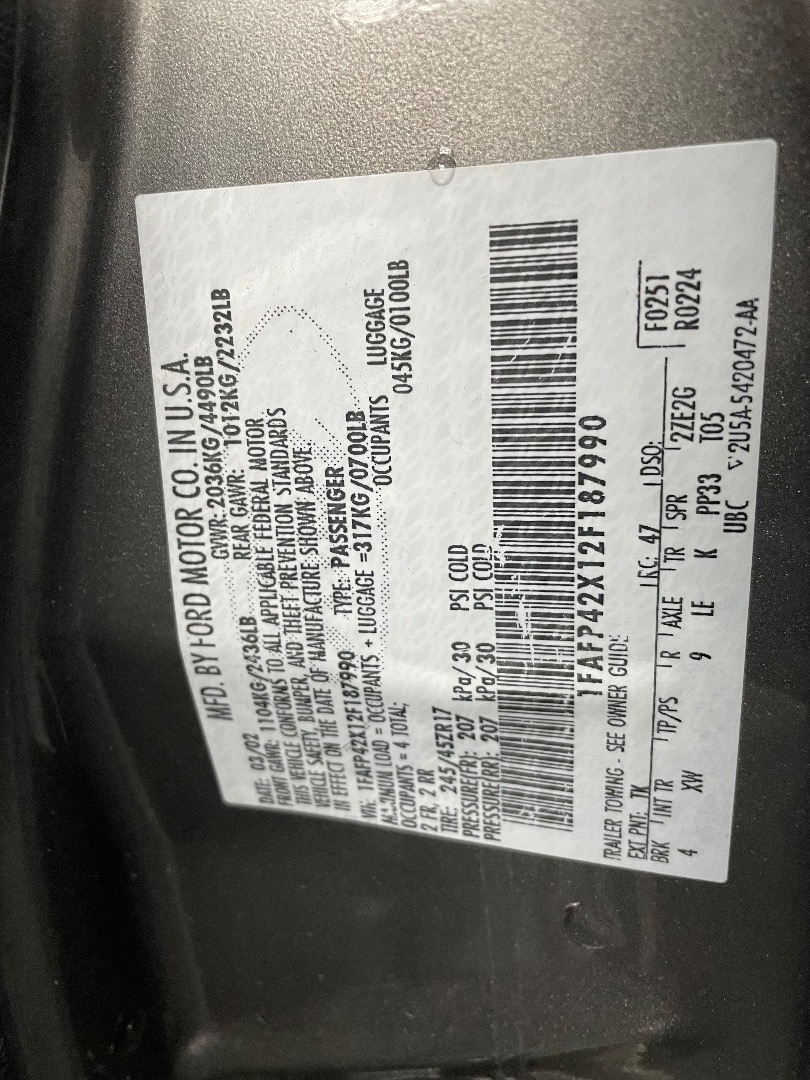 MFD. BY FORD MOTOR CO. IN U.S.A.
DATE: 03/02 GVWR: 2036KG/4490LB
FRONT GAWR: 1104KG/2436LB REAR GAWR: 1012KG/2232LB
THIS VEHICLE CONFORMS TO ALL APPLICABLE FEDERAL MOTOR
VEHICLE SAFETY, BUMPER, AND THEFT PREVENTION STANDARDS
IN EFFECT ON THE DATE OF MANUFACTURE SHOWN ABOVE.
VIN: 1FAFP42X12F187990 TYPE: PASSENGER
MAXIMUM LOAD = OCCUPANTS + LUGGAGE =317KG/0700LB
OCCUPANTS = 4 TOTAL; OCCUPANTS LUGGAGE
2 FR, 2 RR 045KG/0100LB
TIRE: 245/45ZR17
PRESSURE(FR): 207 kPa/30 PSI COLD
PRESSURE(RR): 207 kPa/30 PSI COLD
1FAFP42X12F187990
TRAILER TOWING - SEE OWNER GUIDE
EXT PNT: TK RC: 47 DSO: F0251
BRK INT TR TP/PS R AXLE TR SPR 27E2G R0224
4 XW 9 LE K PP33 T05
UBC 2U5A-5420472-AA